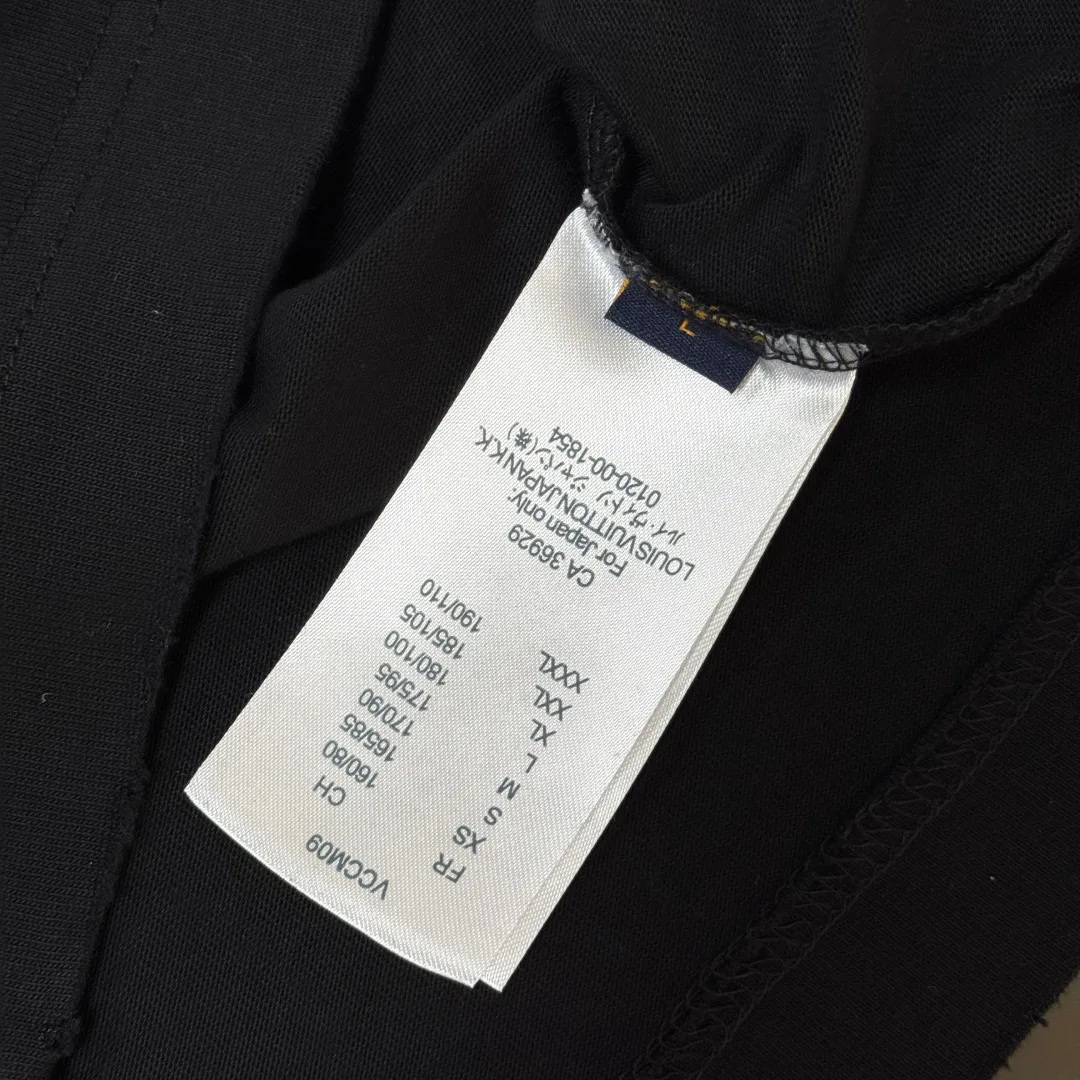 VCCM09
FR CH
XS 160/80
S 165/85
M 170/90
L 175/95
XL 180/100
XXL 185/105
XXXL 190/110
CA 36929
For Japan only:
LOUIS VUITTON JAPAN K.K.
ルイ・ヴィトン ジャパン(株)
0120-00-1854
L